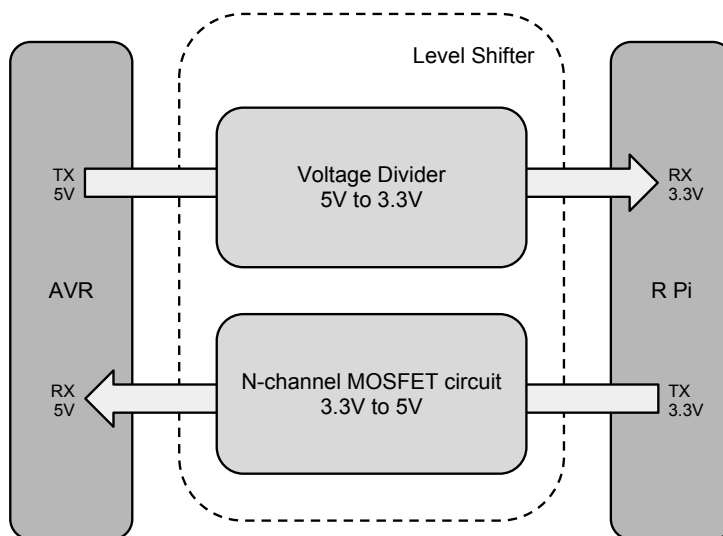 Level Shifter
TX
5V
Voltage Divider
5V to 3.3V
RX
3.3V
AVR
R Pi
RX
5V
N-channel MOSFET circuit
3.3V to 5V
TX
3.3V